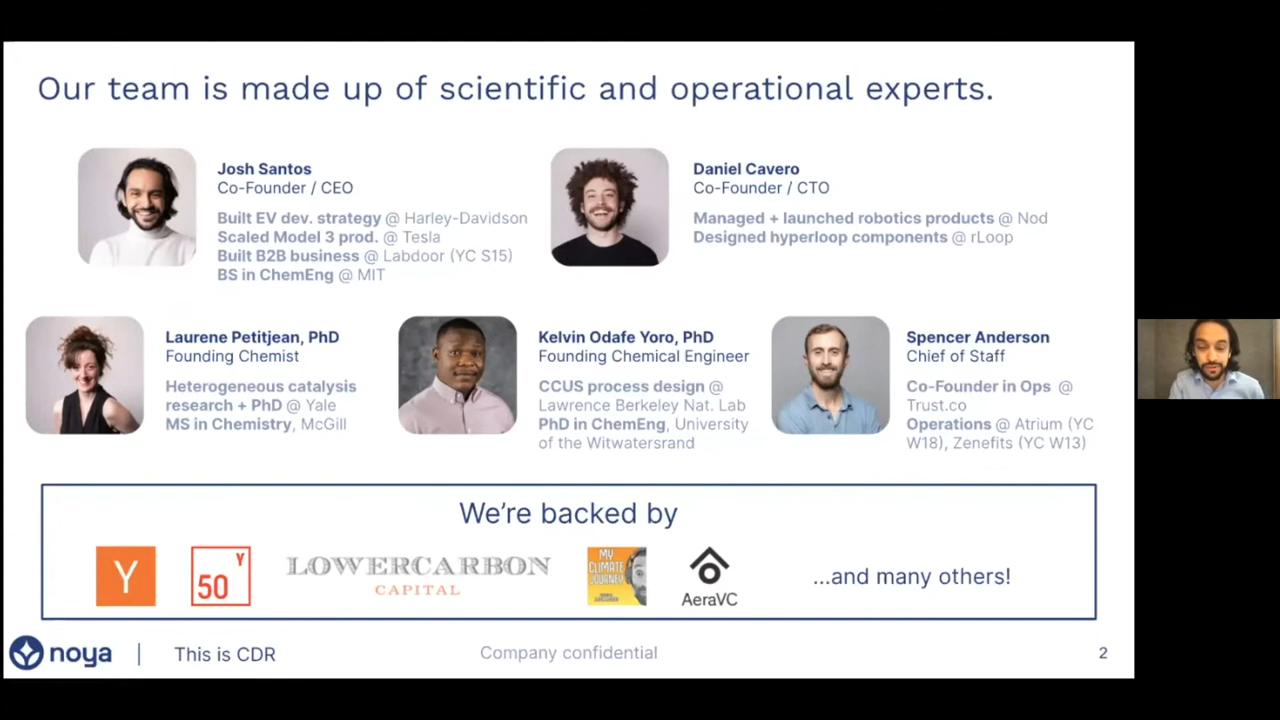 Our team is made up of scientific and operational experts.
Josh Santos
Co-Founder / CEO
Built EV dev. strategy @ Harley-Davidson
Scaled Model 3 prod. @ Tesla
Built B2B business @ Labdoor (YC S15)
BS in ChemEng @ MIT
Daniel Cavero
Co-Founder / CTO
Managed + launched robotics products @ Nod
Designed hyperloop components @ rLoop
Laurene Petitjean, PhD
Founding Chemist
Heterogeneous catalysis
research + PhD @ Yale
MS in Chemistry, McGill
Kelvin Odafe Yoro, PhD
Founding Chemical Engineer
CCUS process design @
Lawrence Berkeley Nat. Lab
PhD in ChemEng, University
of the Witwatersrand
Spencer Anderson
Chief of Staff
Co-Founder in Ops @
Trust.co
Operations @ Atrium (YC
W18), Zenefits (YC W13)
We're backed by
Y
50 Y
LOWERCARBON
CAPITAL
MY
CLIMATE
JOURNEY
AeraVC
...and many others!
noya | This is CDR
Company confidential
2